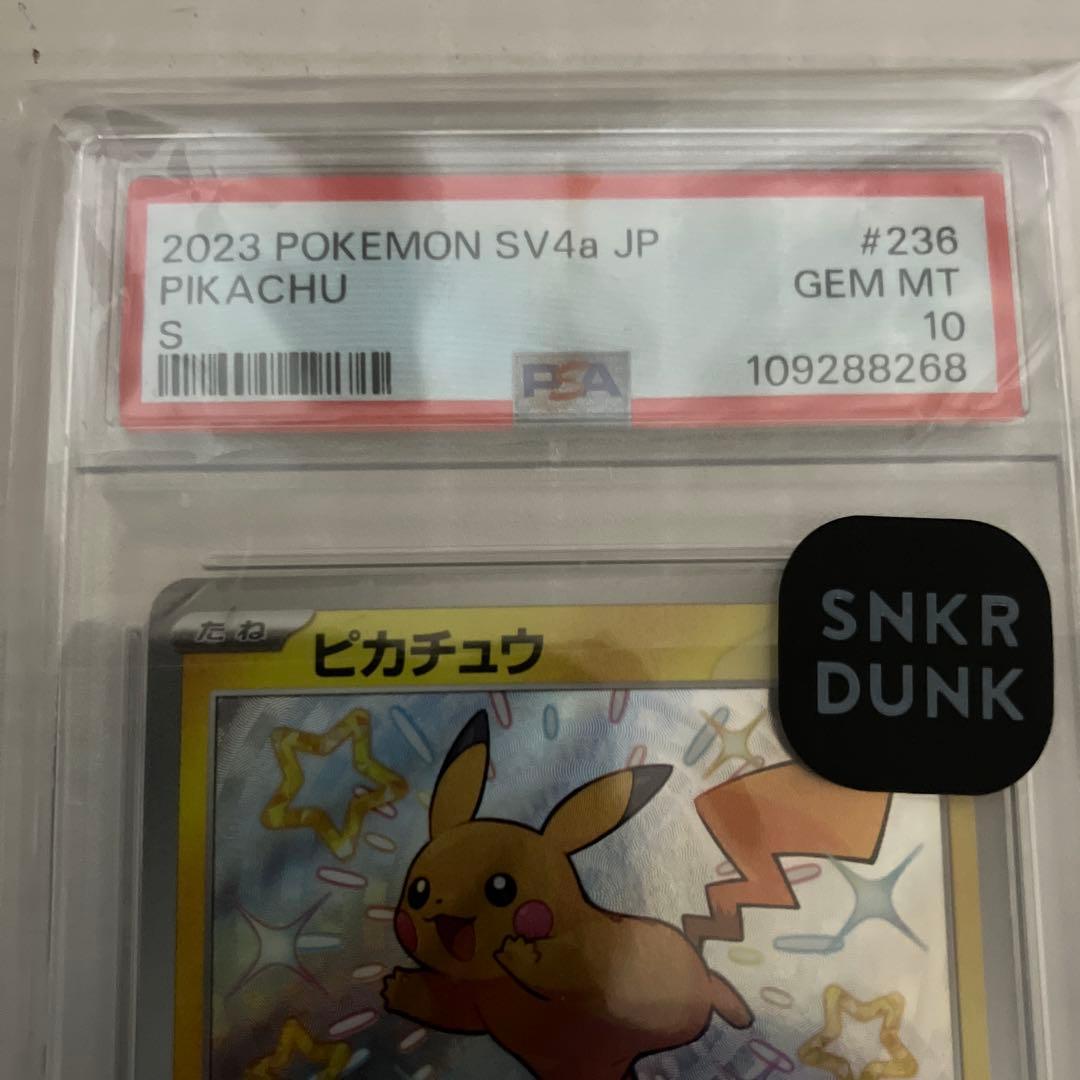 2023 POKEMON SV4a JP #236
PIKACHU GEM MT
S 10
PSA 109288268
SNKR
DUNK
たね ピカチュウ